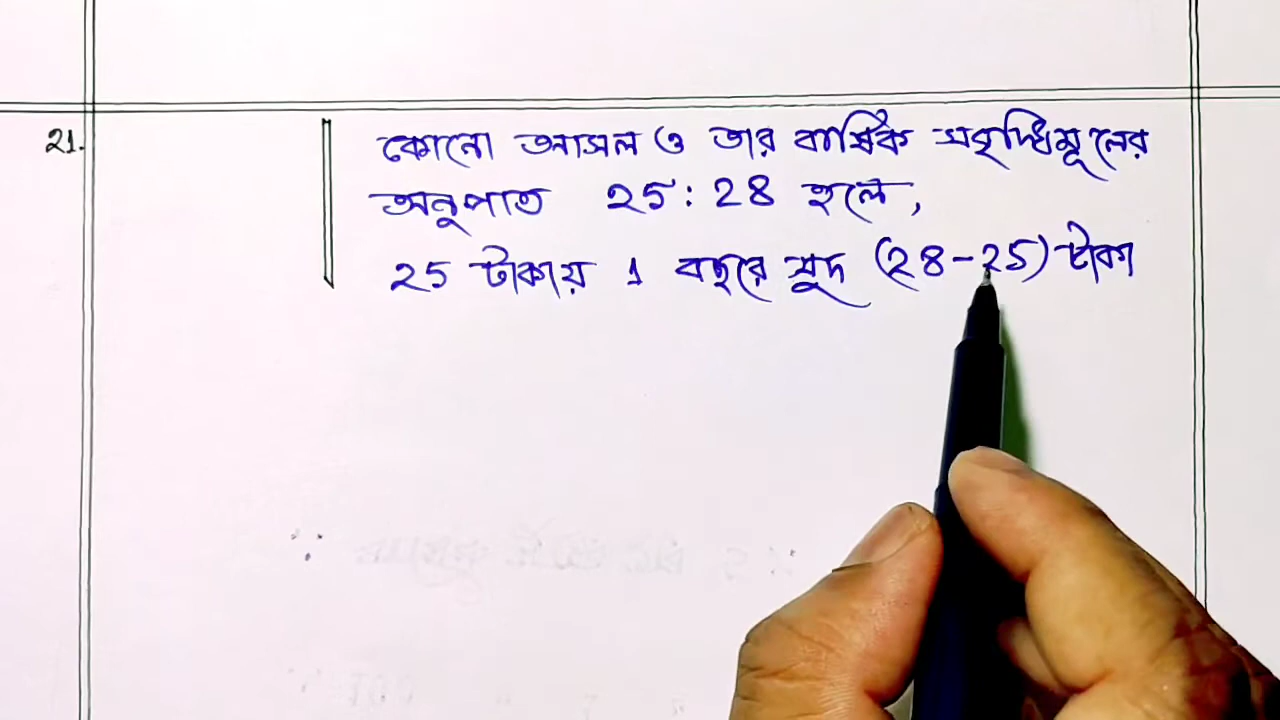 21.
কোনো আসল ও তার বার্ষিক সবৃদ্ধিমূলের
অনুপাত 25:28 হলে,
25 টাকায় 1 বছরে সুদ (28-25) টাকা